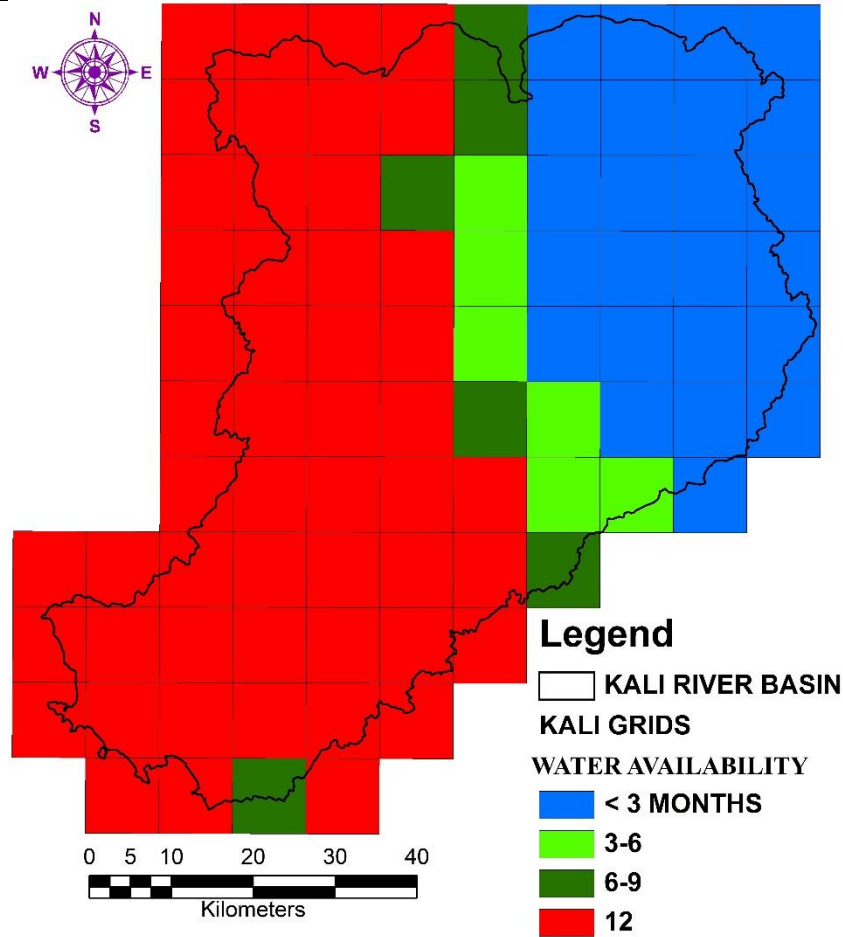 N
W E
S
Legend
KALI RIVER BASIN
KALI GRIDS
WATER AVAILABILITY
< 3 MONTHS
3-6
6-9
12
0 5 10 20 30 40
Kilometers